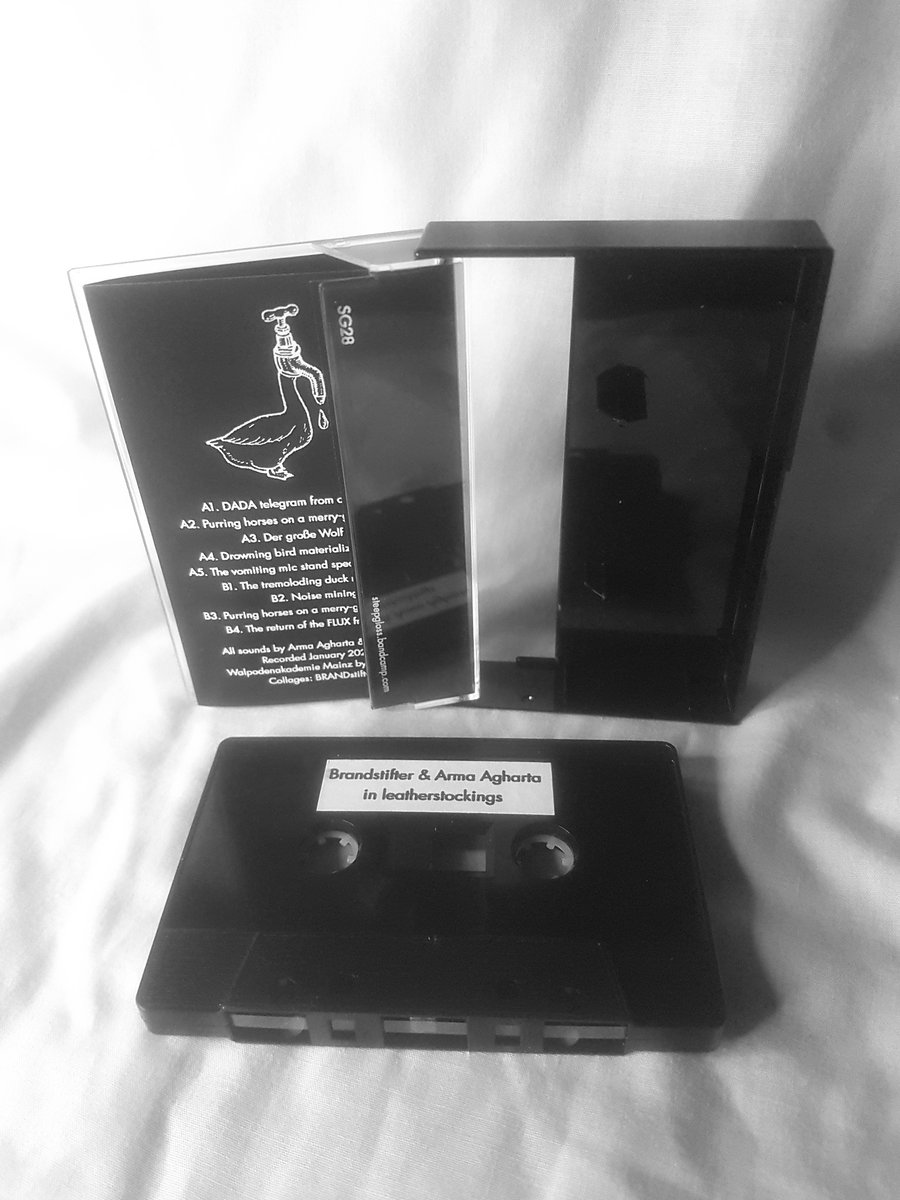 .SG28
A1. DADA telegram from
A2. Purring horses on a merry-
A3. Der große Wolf
A4. Drowning bird
A5. The vomiting mic stand
B1. The tremoloding duck
B2. Noise mining
B3. Purring horses on a merry-
B4. The return of the FLUX
All sounds by Arma Agharta &
Recorded January
Walpodenakademie Mainz by
Collages:
sleepglass.bandcamp.com
Brandstifter & Arma Agharta
in leatherstockings